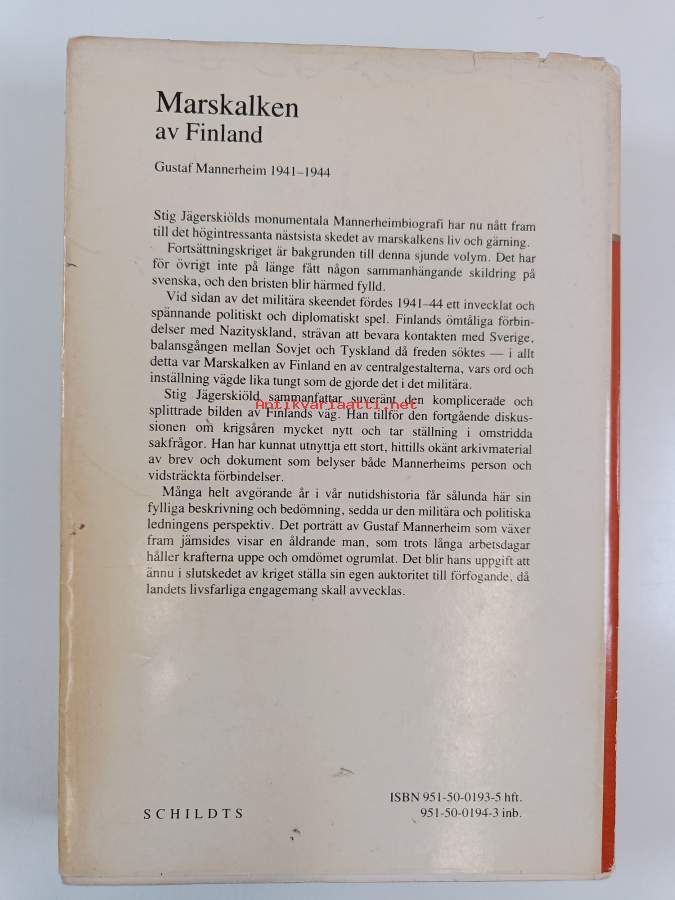 Marskalken
av Finland
Gustaf Mannerheim 1941–1944
Stig Jägerskiölds monumentala Mannerheimbiografi har nu nått fram
till det högintressanta nästsista skedet av marskalkens liv och gärning.
Fortsättningskriget är bakgrunden till denna sjunde volym. Det har
för övrigt inte på länge fått någon sammanhängande skildring på
svenska, och den bristen blir härmed fylld.
Vid sidan av det militära skeendet fördes 1941–44 ett invecklat och
spännande politiskt och diplomatiskt spel. Finlands ömtåliga förbin-
delser med Nazityskland, strävan att bevara kontakten med Sverige,
balansgången mellan Sovjet och Tyskland då freden söktes — i allt
detta var Marskalken av Finland en av centralgestalterna, vars ord och
inställning vägde lika tungt som de gjorde det i det militära.
Stig Jägerskiöld sammanfattar suveränt den komplicerade och
Antikvariaatti.net
splittrade bilden av Finlands väg. Han tillför den fortgående diskus-
sionen om krigsåren mycket nytt och tar ställning i omstridda
sakfrågor. Han har kunnat utnyttja ett stort, hittills okänt arkivmaterial
av brev och dokument som belyser både Mannerheims person och
vidsträckta förbindelser.
Många helt avgörande år i vår nutidshistoria får sålunda här sin
fylliga beskrivning och bedömning, sedda ur den militära och politiska
ledningens perspektiv. Det porträtt av Gustaf Mannerheim som växer
fram jämsides visar en åldrande man, som trots långa arbetsdagar
håller krafterna uppe och omdömet ogrumlat. Det blir hans uppgift att
ännu i slutskedet av kriget ställa sin egen auktoritet till förfogande, då
landets livsfarliga engagemang skall avvecklas.
SCHILDTS
ISBN 951-50-0193-5 hft.
951-50-0194-3 inb.